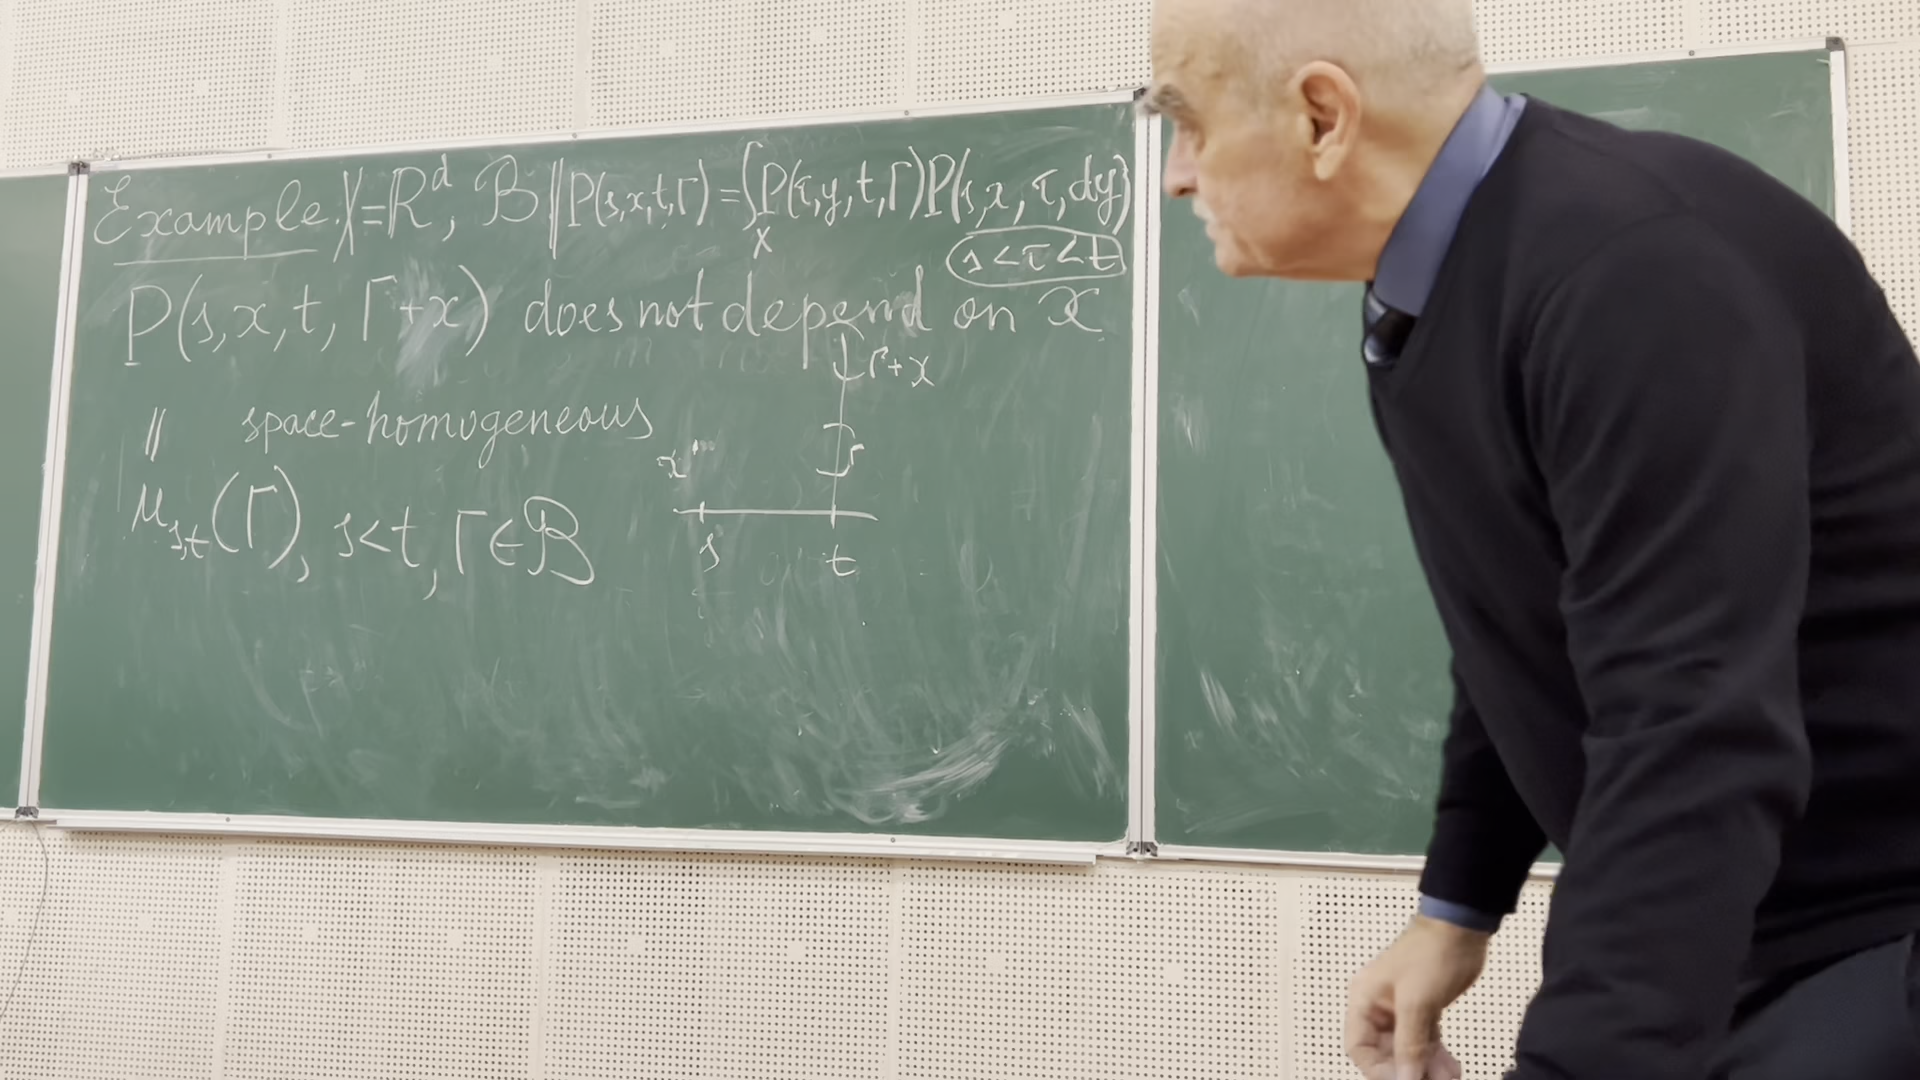 Example. X=R^d, B || P(s,x,t,Γ) = ∫_X P(τ,y,t,Γ)P(s,x,τ,dy)
s<τ<t
P(s,x,t,Γ+x) does not depend on x
|| space-homogeneous
μ_{s,t}(Γ), s<t, Γ∈B
Γ+x
x
Γ
s t